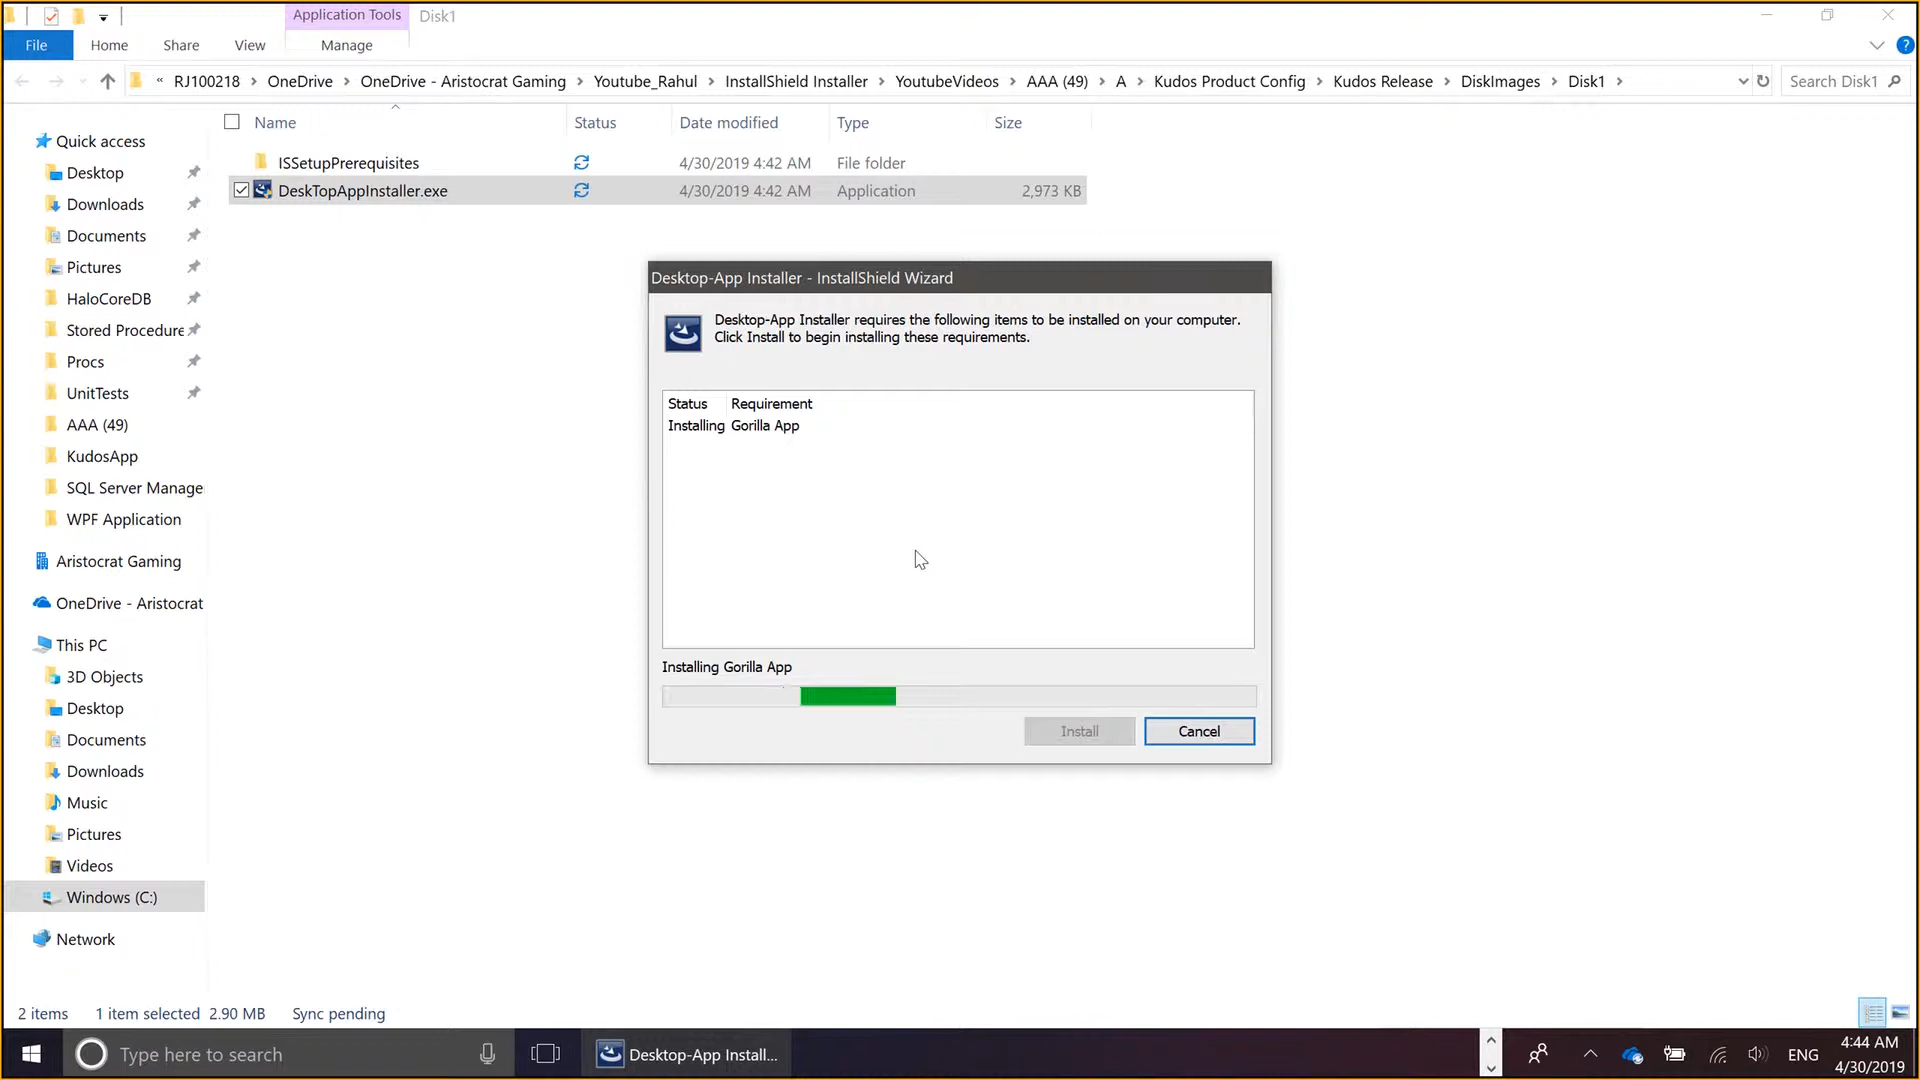 Application Tools
Disk1
File
Home
Share
View
Manage
« RJ100218 > OneDrive > OneDrive - Aristocrat Gaming > Youtube_Rahul > InstallShield Installer > YoutubeVideos > AAA (49) > A > Kudos Product Config > Kudos Release > DiskImages > Disk1 >
Search Disk1
Name
Status
Date modified
Type
Size
ISSetupPrerequisites
4/30/2019 4:42 AM
File folder
DeskTopAppInstaller.exe
4/30/2019 4:42 AM
Application
2,973 KB
Quick access
Desktop
Downloads
Documents
Pictures
HaloCoreDB
Stored Procedure
Procs
UnitTests
AAA (49)
KudosApp
SQL Server Manage
WPF Application
Aristocrat Gaming
OneDrive - Aristocrat
This PC
3D Objects
Desktop
Documents
Downloads
Music
Pictures
Videos
Windows (C:)
Network
Desktop-App Installer - InstallShield Wizard
Desktop-App Installer requires the following items to be installed on your computer.
Click Install to begin installing these requirements.
Status Requirement
Installing Gorilla App
Installing Gorilla App
Install
Cancel
2 items
1 item selected 2.90 MB
Sync pending
Type here to search
Desktop-App Install...
ENG
4:44 AM
4/30/2019